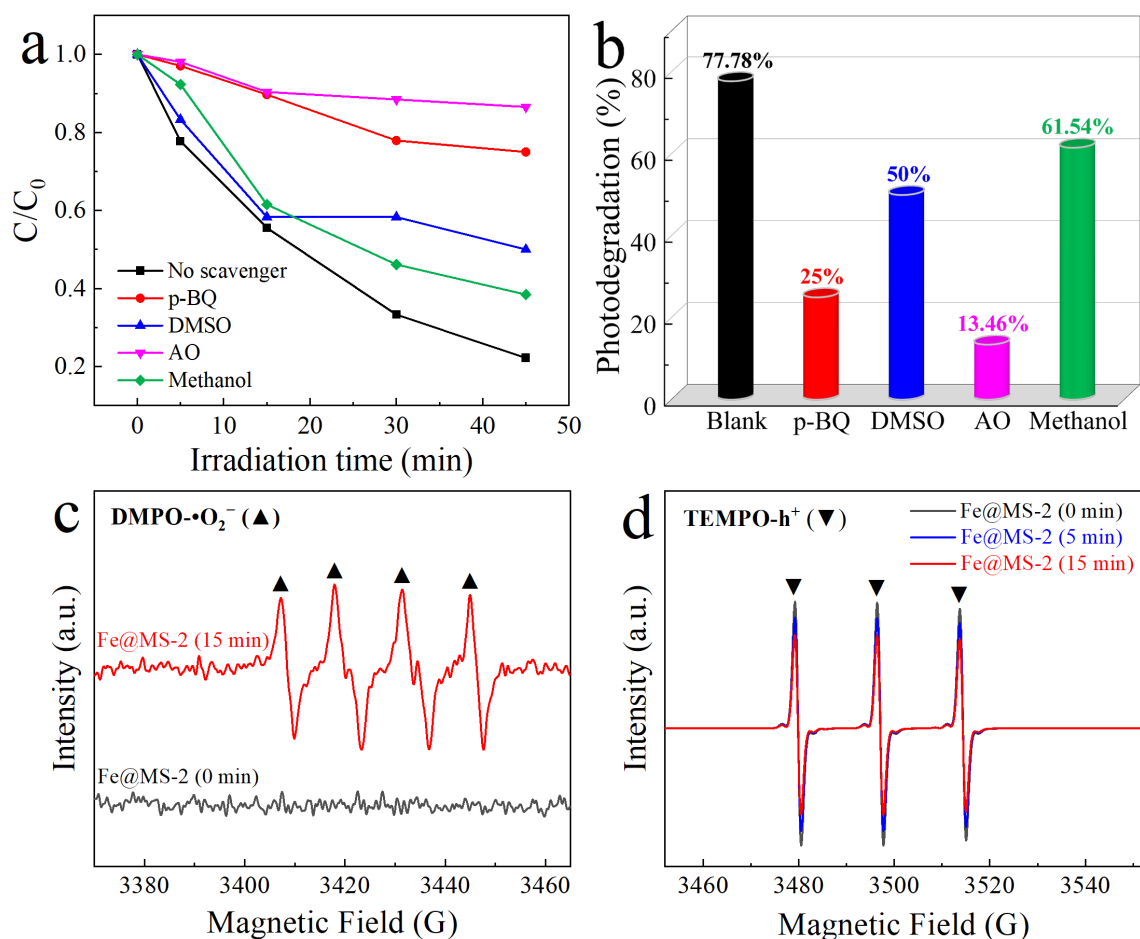 a
1.0
0.8
0.6
0.4
0.2
C/C₀
No scavenger
p-BQ
DMSO
AO
Methanol
0 10 20 30 40 50
Irradiation time (min)
b
80
60
40
20
0
Photodegradation (%)
77.78%
25%
50%
13.46%
61.54%
Blank p-BQ DMSO AO Methanol
c
DMPO-•O₂⁻ (▲)
▲ ▲ ▲ ▲
Fe@MS-2 (15 min)
Fe@MS-2 (0 min)
Intensity (a.u.)
3380 3400 3420 3440 3460
Magnetic Field (G)
d
TEMPO-h⁺ (▼)
Fe@MS-2 (0 min)
Fe@MS-2 (5 min)
Fe@MS-2 (15 min)
▼ ▼ ▼
Intensity (a.u.)
3460 3480 3500 3520 3540
Magnetic Field (G)